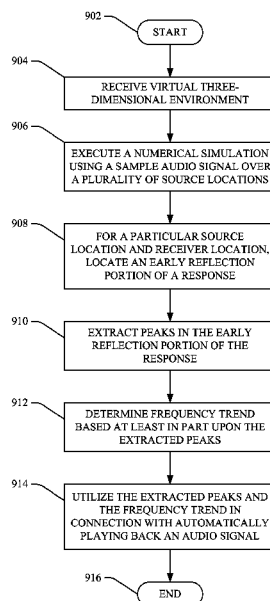 902
START
904
RECEIVE VIRTUAL THREE-
DIMENSIONAL ENVIRONMENT
906
EXECUTE A NUMERICAL SIMULATION
USING A SAMPLE AUDIO SIGNAL OVER
A PLURALITY OF SOURCE LOCATIONS
908
FOR A PARTICULAR SOURCE
LOCATION AND RECEIVER LOCATION,
LOCATE AN EARLY REFLECTION
PORTION OF A RESPONSE
910
EXTRACT PEAKS IN THE EARLY
REFLECTION PORTION OF THE
RESPONSE
912
DETERMINE FREQUENCY TREND
BASED AT LEAST IN PART UPON THE
EXTRACTED PEAKS
914
UTILIZE THE EXTRACTED PEAKS AND
THE FREQUENCY TREND IN
CONNECTION WITH AUTOMATICALLY
PLAYING BACK AN AUDIO SIGNAL
916
END